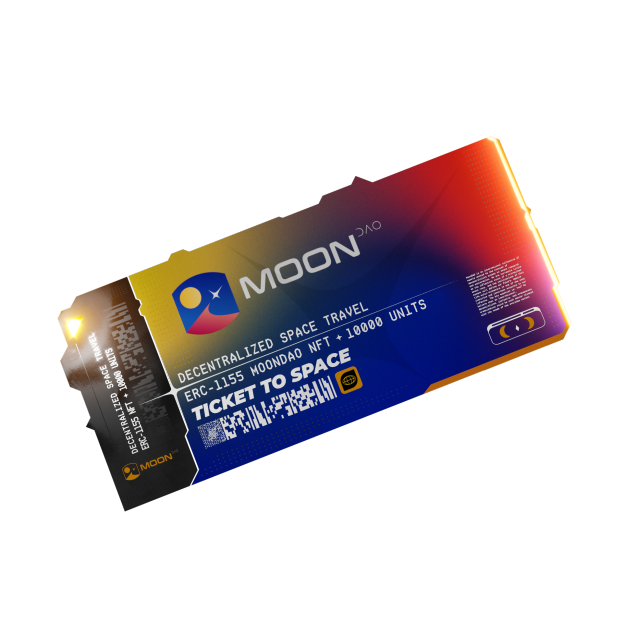 MOON DAO
DECENTRALIZED SPACE TRAVEL
ERC-1155 MOONDAO NFT + 10000 UNITS
TICKET TO SPACE
DECENTRALIZED SPACE TRAVEL
ERC-1155 NFT + 10000 UNITS
MOON